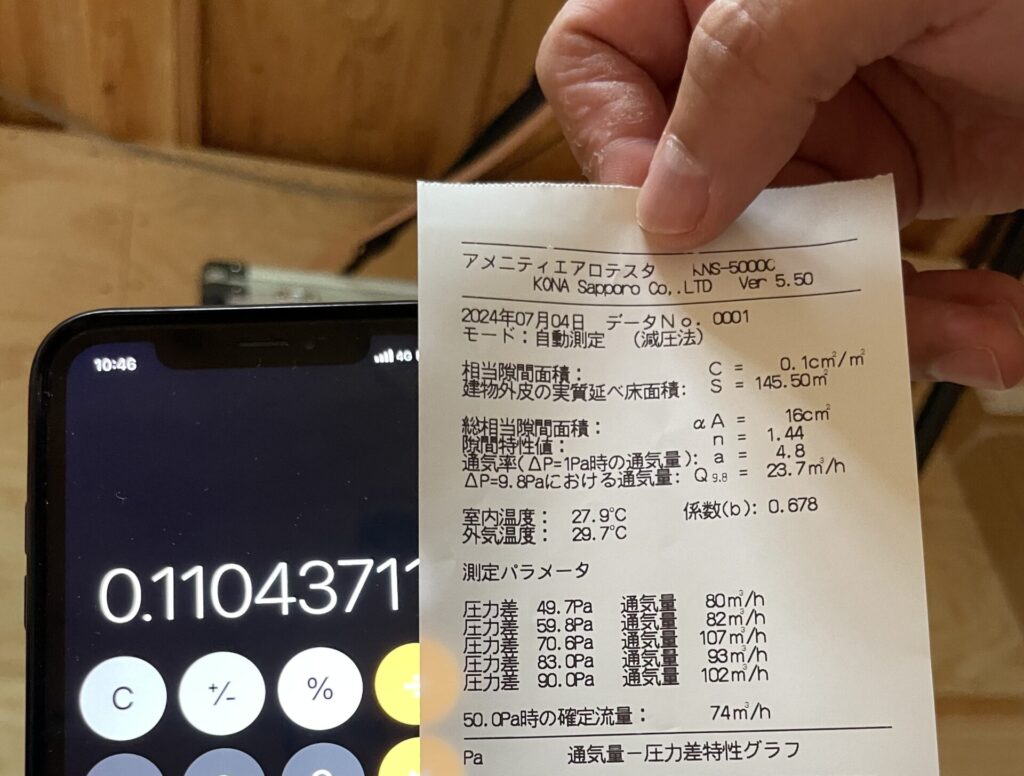 10:46
4G
0.11043711
C
+/-
%
÷
アメニティエアロテスタ KNS-5000C
KONA Sapporo Co,.LTD Ver 5.50
2024年07月04日 データNo. 0001
モード:自動測定 (減圧法)
相当隙間面積: C = 0.1cm²/m²
建物外皮の実質延べ床面積: S = 145.50m²
総相当隙間面積: αA = 16cm²
隙間特性値: n = 1.44
通気率(ΔP=1Pa時の通気量): a = 4.8
ΔP=9.8Paにおける通気量: Q9.8 = 23.7m³/h
室内温度: 27.9℃ 係数(b): 0.678
外気温度: 29.7℃
測定パラメータ
圧力差 49.7Pa 通気量 80m³/h
圧力差 59.8Pa 通気量 82m³/h
圧力差 70.6Pa 通気量 107m³/h
圧力差 83.0Pa 通気量 93m³/h
圧力差 90.0Pa 通気量 102m³/h
50.0Pa時の確定流量: 74m³/h
Pa 通気量-圧力差特性グラフ